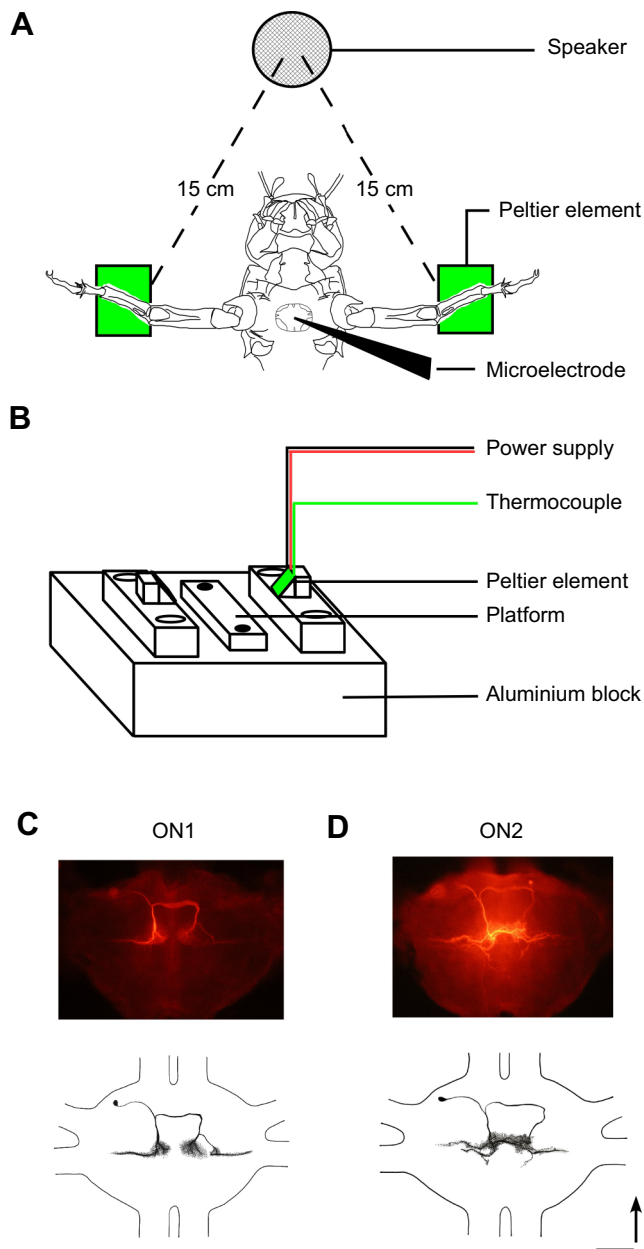 A
Speaker
15 cm
15 cm
Peltier element
Microelectrode
B
Power supply
Thermocouple
Peltier element
Platform
Aluminium block
C
ON1
D
ON2